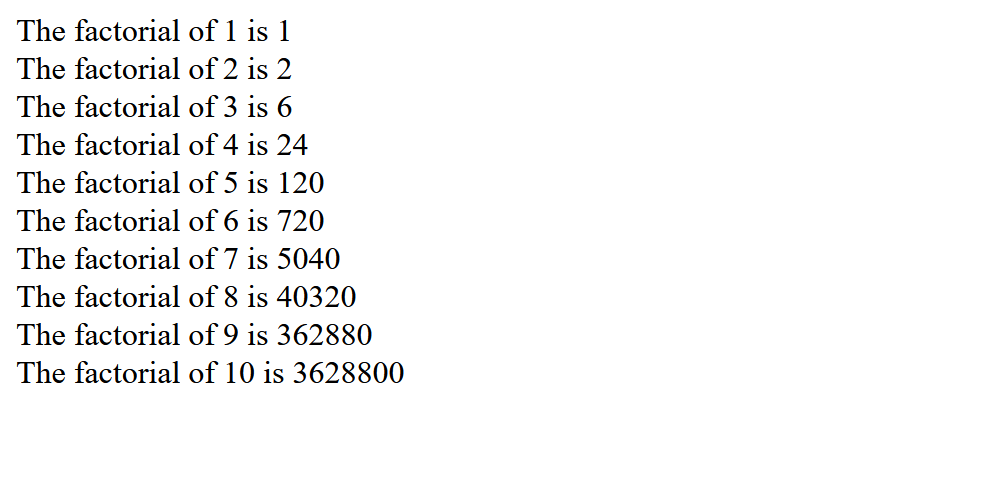 The factorial of 1 is 1
The factorial of 2 is 2
The factorial of 3 is 6
The factorial of 4 is 24
The factorial of 5 is 120
The factorial of 6 is 720
The factorial of 7 is 5040
The factorial of 8 is 40320
The factorial of 9 is 362880
The factorial of 10 is 3628800